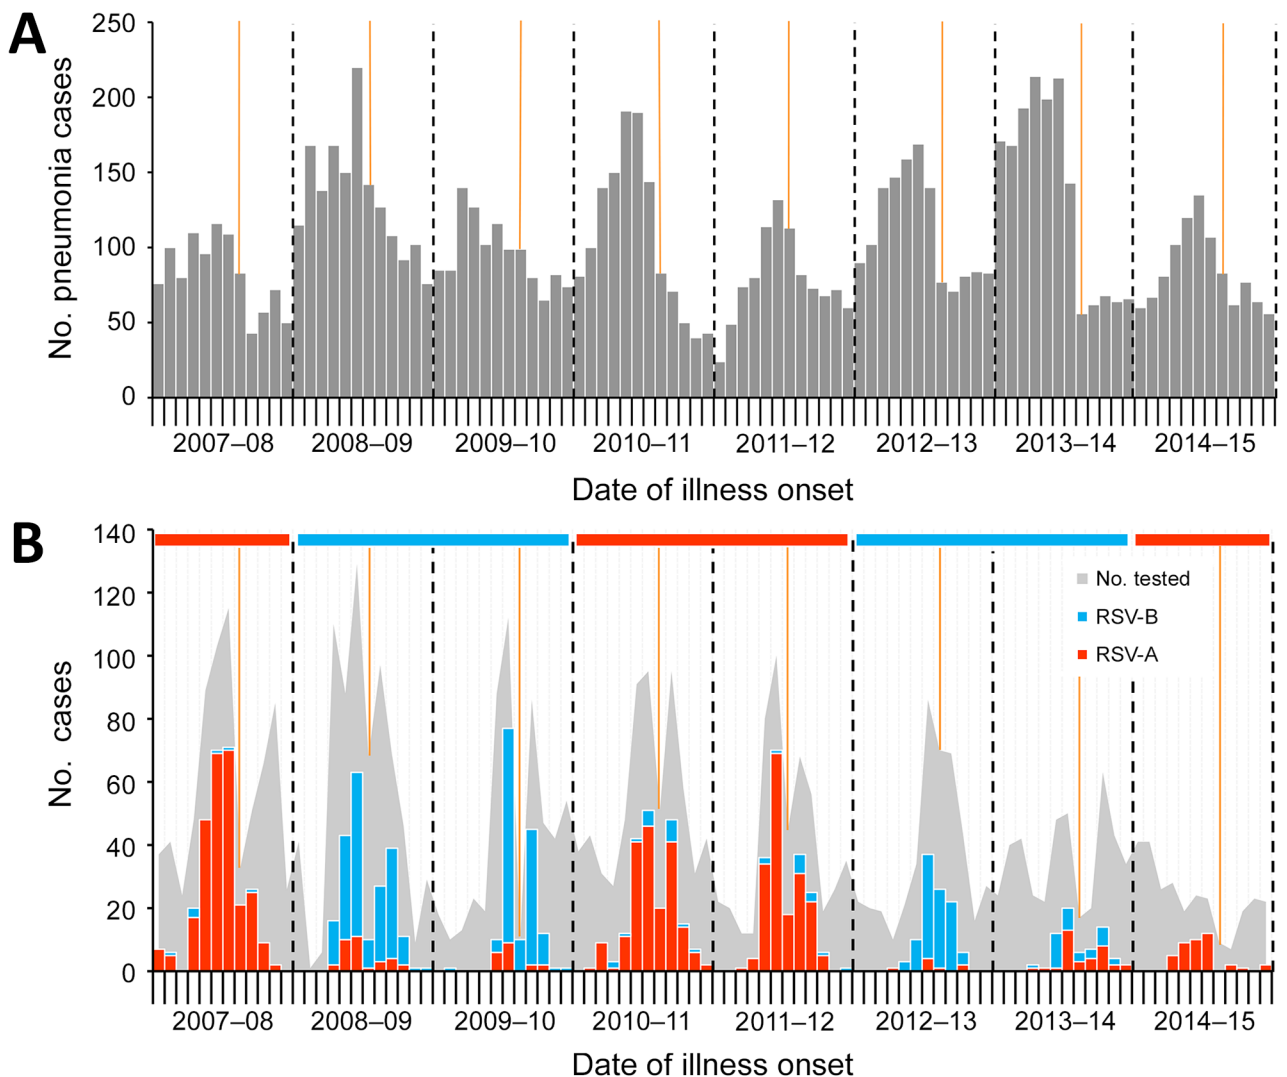 A
No. pneumonia cases
250
200
150
100
50
0
2007–08 2008–09 2009–10 2010–11 2011–12 2012–13 2013–14 2014–15
Date of illness onset
B
No. cases
140
120
100
80
60
40
20
0
No. tested
RSV-B
RSV-A
2007–08 2008–09 2009–10 2010–11 2011–12 2012–13 2013–14 2014–15
Date of illness onset